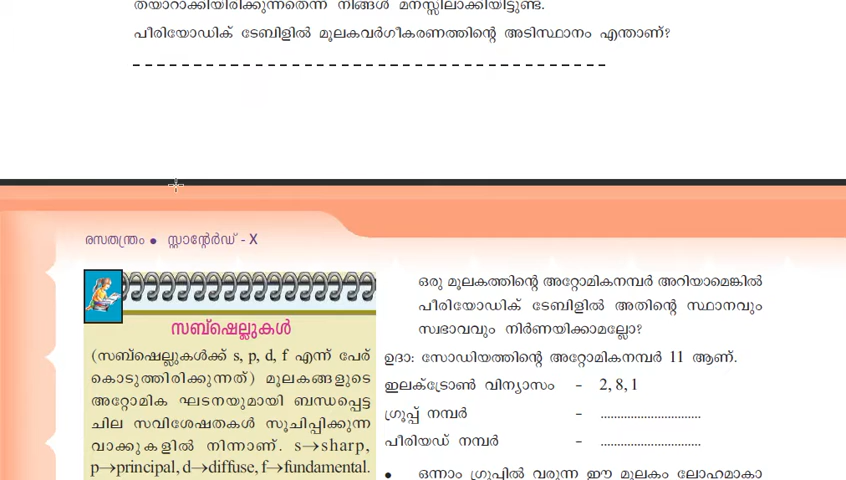 തയാറാക്കിയിരിക്കുന്നതെന്ന് നിങ്ങൾ മനസ്സിലാക്കിയിട്ടുണ്ട്.
പീരിയോഡിക് ടേബിളിൽ മൂലകവർഗീകരണത്തിന്റെ അടിസ്ഥാനം എന്താണ്?
രസതന്ത്രം • സ്റ്റാന്റേർഡ് - X
സബ്ഷെല്ലുകൾ
(സബ്ഷെല്ലുകൾക്ക് s, p, d, f എന്ന് പേര്
കൊടുത്തിരിക്കുന്നത്) മൂലകങ്ങളുടെ
അറ്റോമിക ഘടനയുമായി ബന്ധപ്പെട്ട
ചില സവിശേഷതകൾ സൂചിപ്പിക്കുന്ന
വാക്കുകളിൽ നിന്നാണ്. s→sharp,
p→principal, d→diffuse, f→fundamental.
ഒരു മൂലകത്തിന്റെ അറ്റോമികനമ്പർ അറിയാമെങ്കിൽ
പീരിയോഡിക് ടേബിളിൽ അതിന്റെ സ്ഥാനവും
സ്വഭാവവും നിർണയിക്കാമല്ലോ?
ഉദാ: സോഡിയത്തിന്റെ അറ്റോമികനമ്പർ 11 ആണ്.
ഇലക്ട്രോൺ വിന്യാസം - 2, 8, 1
ഗ്രൂപ്പ് നമ്പർ - ..............................
പീരിയഡ് നമ്പർ - ..............................
• ഒന്നാം ഗ്രൂപ്പിൽ വരുന്ന ഈ മൂലകം ലോഹമാകാ